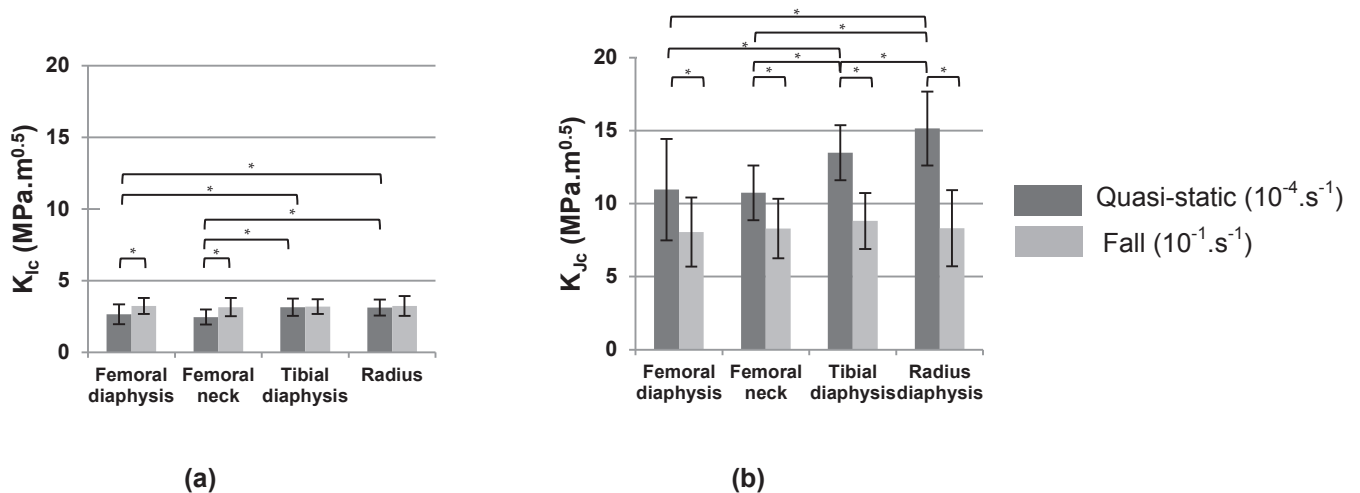 20
15
10
5
0
K_Ic (MPa.m^0.5)
*
*
*
*
*
*
Femoral diaphysis
Femoral neck
Tibial diaphysis
Radius
(a)
20
15
10
5
0
K_Jc (MPa.m^0.5)
*
*
*
*
*
*
*
*
*
Femoral diaphysis
Femoral neck
Tibial diaphysis
Radius diaphysis
(b)
Quasi-static (10^-4.s^-1)
Fall (10^-1.s^-1)